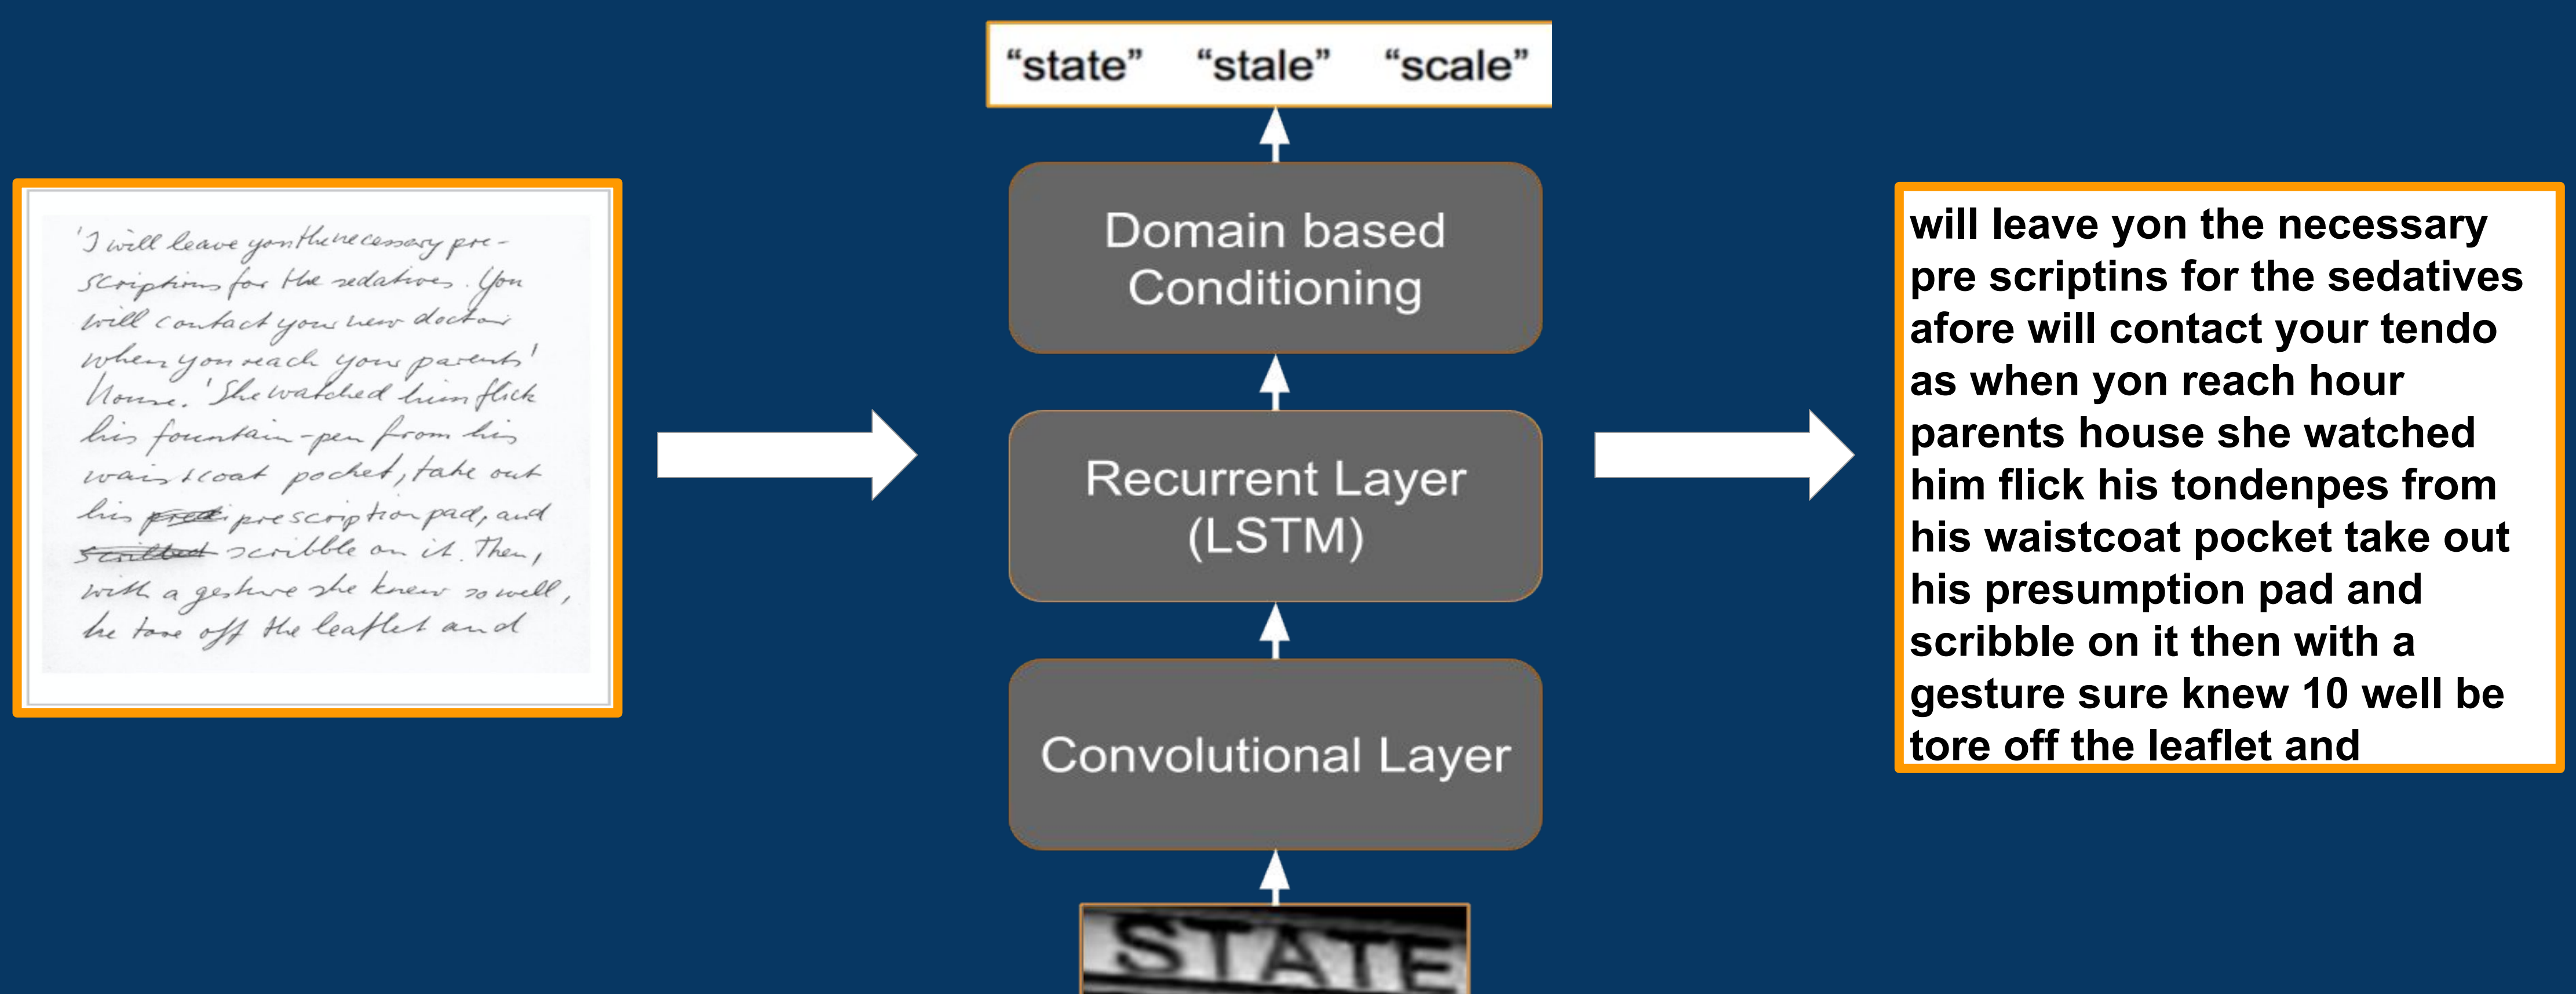 'I will leave you the necessary pre-
scriptions for the sedatives. You
will contact your new doctor
when you reach your parents'
house.' She watched him flick
his fountain-pen from his
waistcoat pocket, take out
his prescription pad, and
scribble on it. Then,
with a gesture she knew so well,
he tore off the leaflet and
“state” “stale” “scale”
Domain based
Conditioning
Recurrent Layer
(LSTM)
Convolutional Layer
STATE
will leave yon the necessary
pre scriptins for the sedatives
afore will contact your tendo
as when yon reach hour
parents house she watched
him flick his tondenpes from
his waistcoat pocket take out
his presumption pad and
scribble on it then with a
gesture sure knew 10 well be
tore off the leaflet and